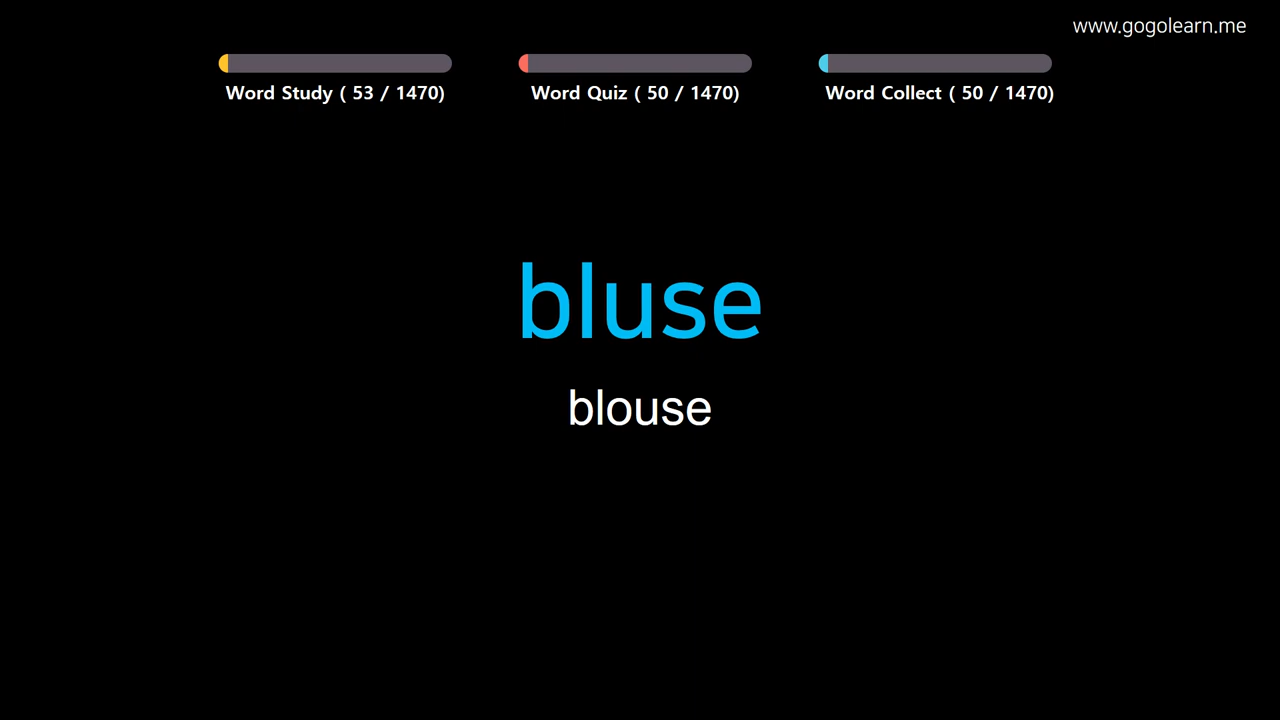 www.gogolearn.me
Word Study ( 53 / 1470)
Word Quiz ( 50 / 1470)
Word Collect ( 50 / 1470)
bluse
blouse